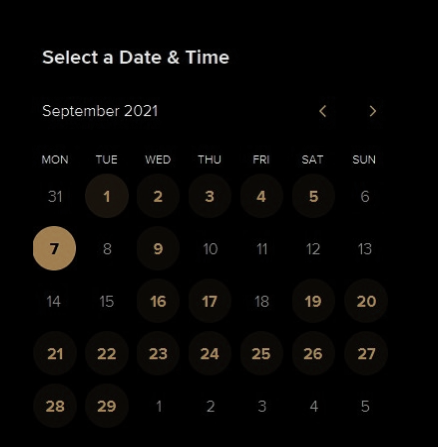 Select a Date & Time
September 2021
MON TUE WED THU FRI SAT SUN
31 1 2 3 4 5 6
7 8 9 10 11 12 13
14 15 16 17 18 19 20
21 22 23 24 25 26 27
28 29 1 2 3 4 5